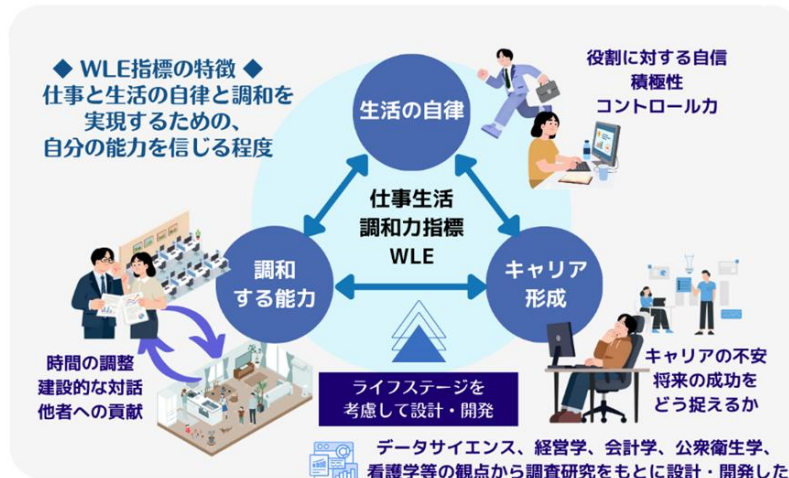 ◆ WLE指標の特徴 ◆
仕事と生活の自律と調和を
実現するための、
自分の能力を信じる程度
生活の自律
役割に対する自信
積極性
コントロール力
仕事生活
調和力指標
WLE
調和
する能力
キャリア
形成
時間の調整
建設的な対話
他者への貢献
ライフステージを
考慮して設計・開発
キャリアの不安
将来の成功を
どう捉えるか
データサイエンス、経営学、会計学、公衆衛生学、
看護学等の観点から調査研究をもとに設計・開発した